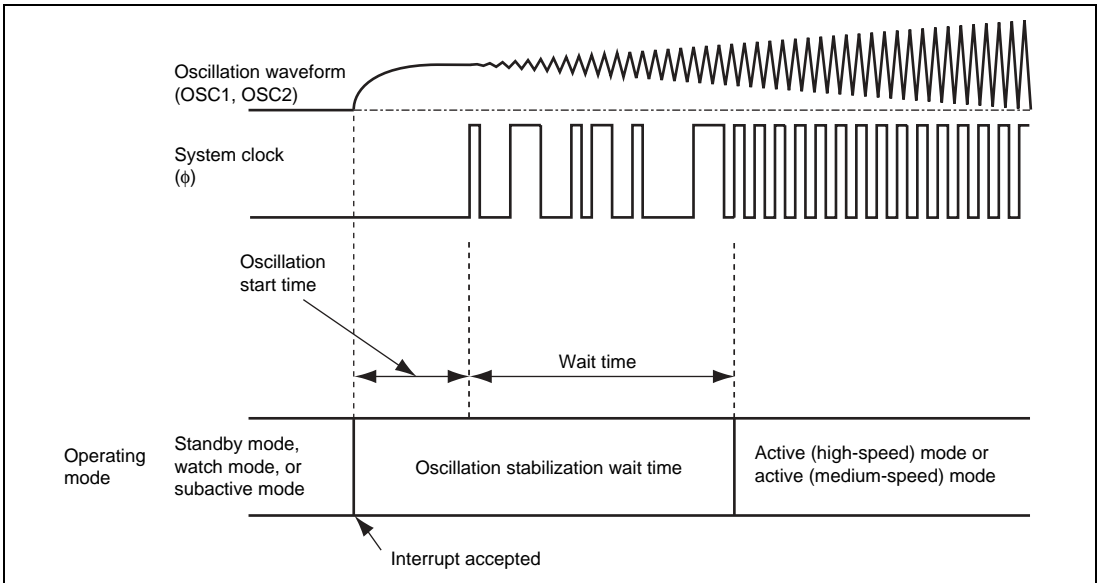 Oscillation waveform
(OSC1, OSC2)
System clock
(ϕ)
Oscillation
start time
Wait time
Operating
mode
Standby mode,
watch mode, or
subactive mode
Oscillation stabilization wait time
Active (high-speed) mode or
active (medium-speed) mode
Interrupt accepted